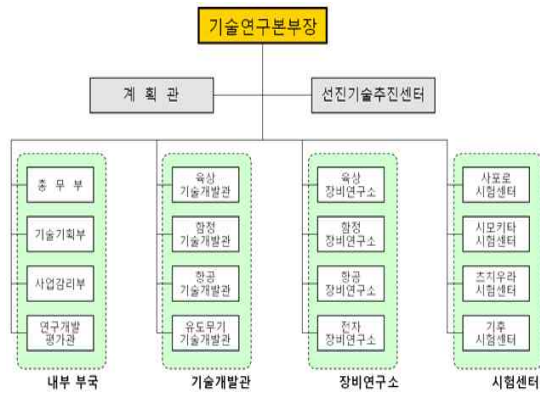 기술연구본부장
계 획 관
선진기술추진센터
총 무 부
기술기획부
사업감리부
연구개발
평가관
내부 부국
육상
기술개발관
함정
기술개발관
항공
기술개발관
유도무기
기술개발관
기술개발관
육상
장비연구소
함정
장비연구소
항공
장비연구소
전자
장비연구소
장비연구소
사포로
시험센터
시모키타
시험센터
츠치우라
시험센터
기후
시험센터
시험센터